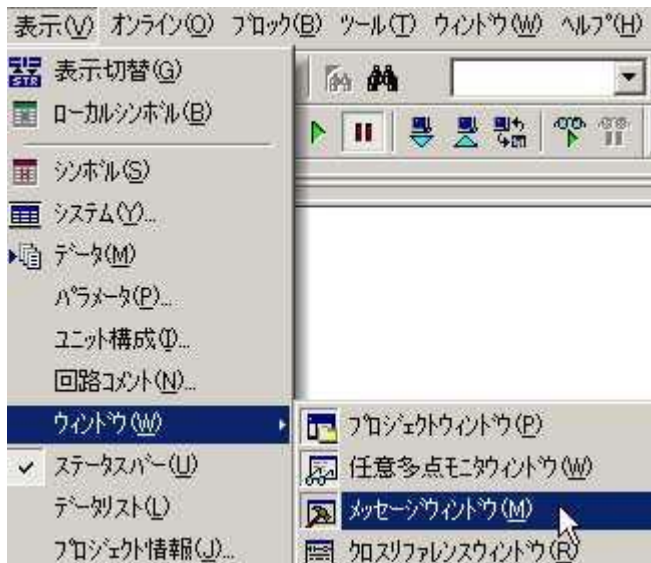 表示(V) オンライン(O) ブロック(B) ツール(T) ウィンドウ(W) ヘルプ(H)
STR 表示切替(G)
ローカルシンボル(B)
シンボル(S)
システム(Y)...
データ(M)
パラメータ(P)...
ユニット構成(I)...
回路コメント(N)...
ウィンドウ(W)
プロジェクトウィンドウ(P)
ステータスバー(U)
任意多点モニタウィンドウ(W)
データリスト(L)
メッセージウィンドウ(M)
プロジェクト情報(J)...
クロスリファレンスウィンドウ(R)